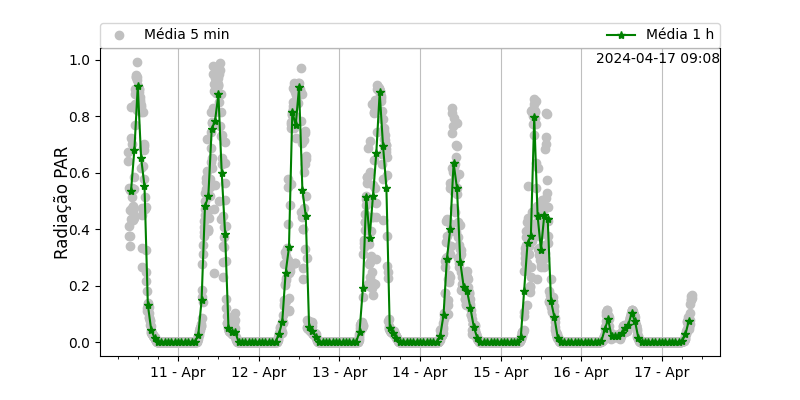 Média 5 min
Média 1 h
2024-04-17 09:08
Radiação PAR
1.0
0.8
0.6
0.4
0.2
0.0
11 - Apr
12 - Apr
13 - Apr
14 - Apr
15 - Apr
16 - Apr
17 - Apr